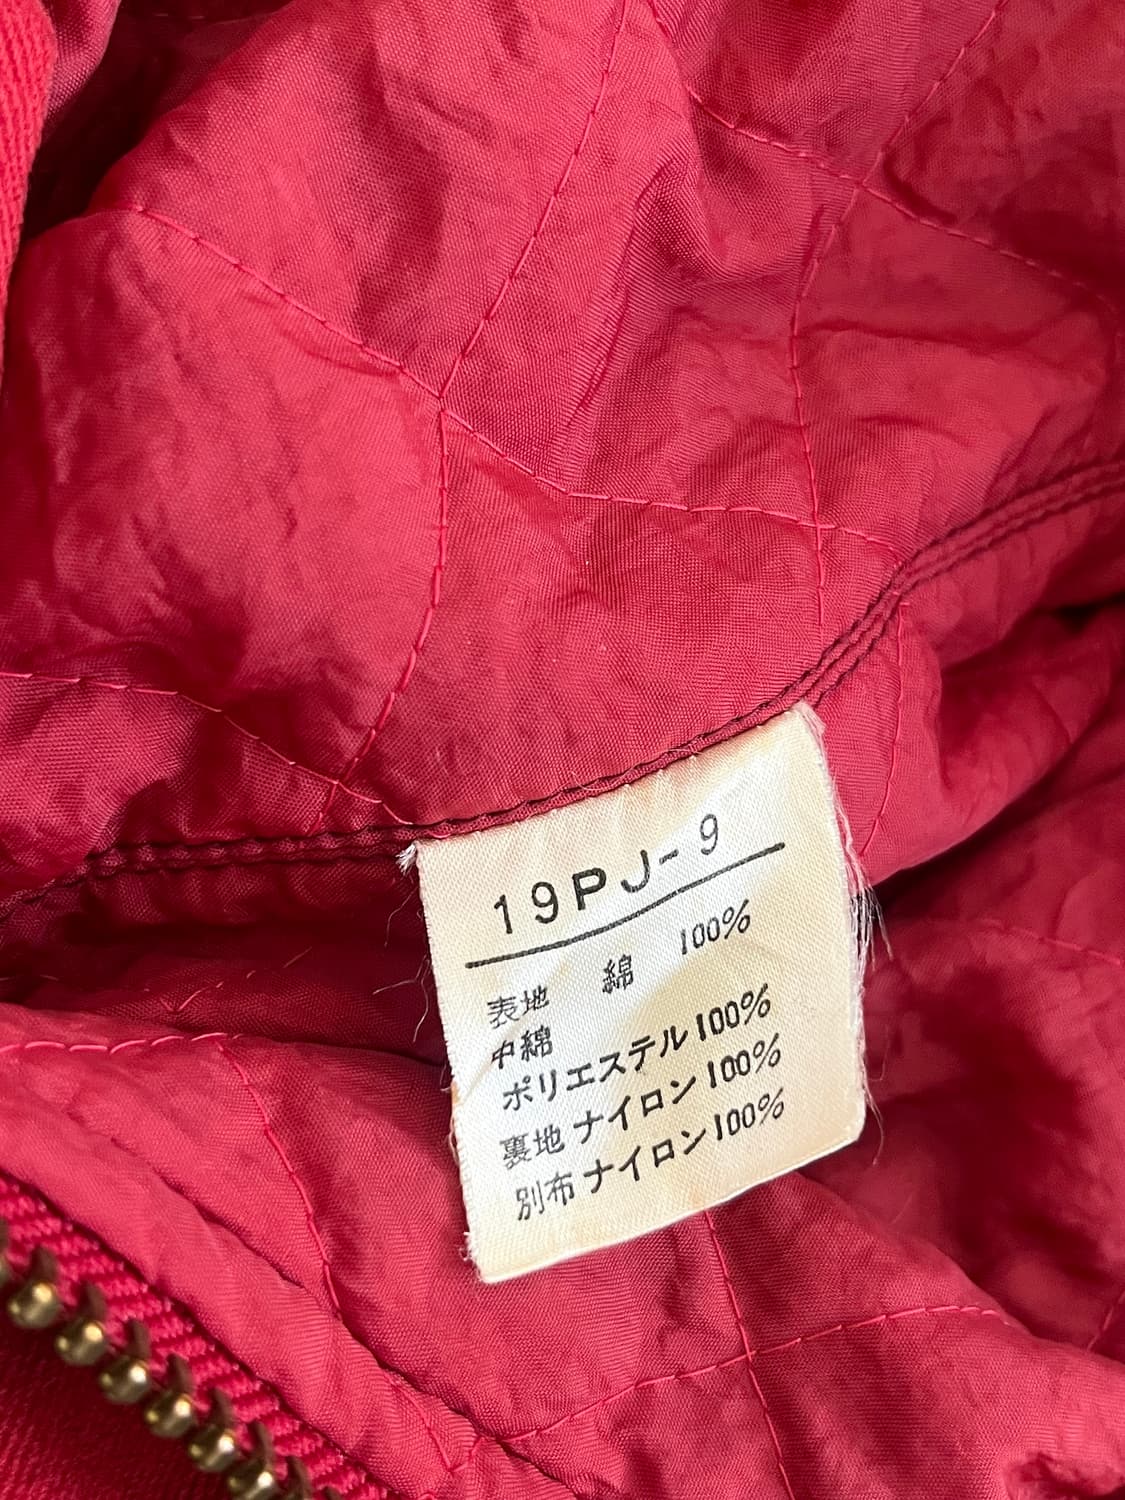 19PJ-9
表地 綿 100%
中綿
ポリエステル100%
裏地 ナイロン100%
別布 ナイロン100%